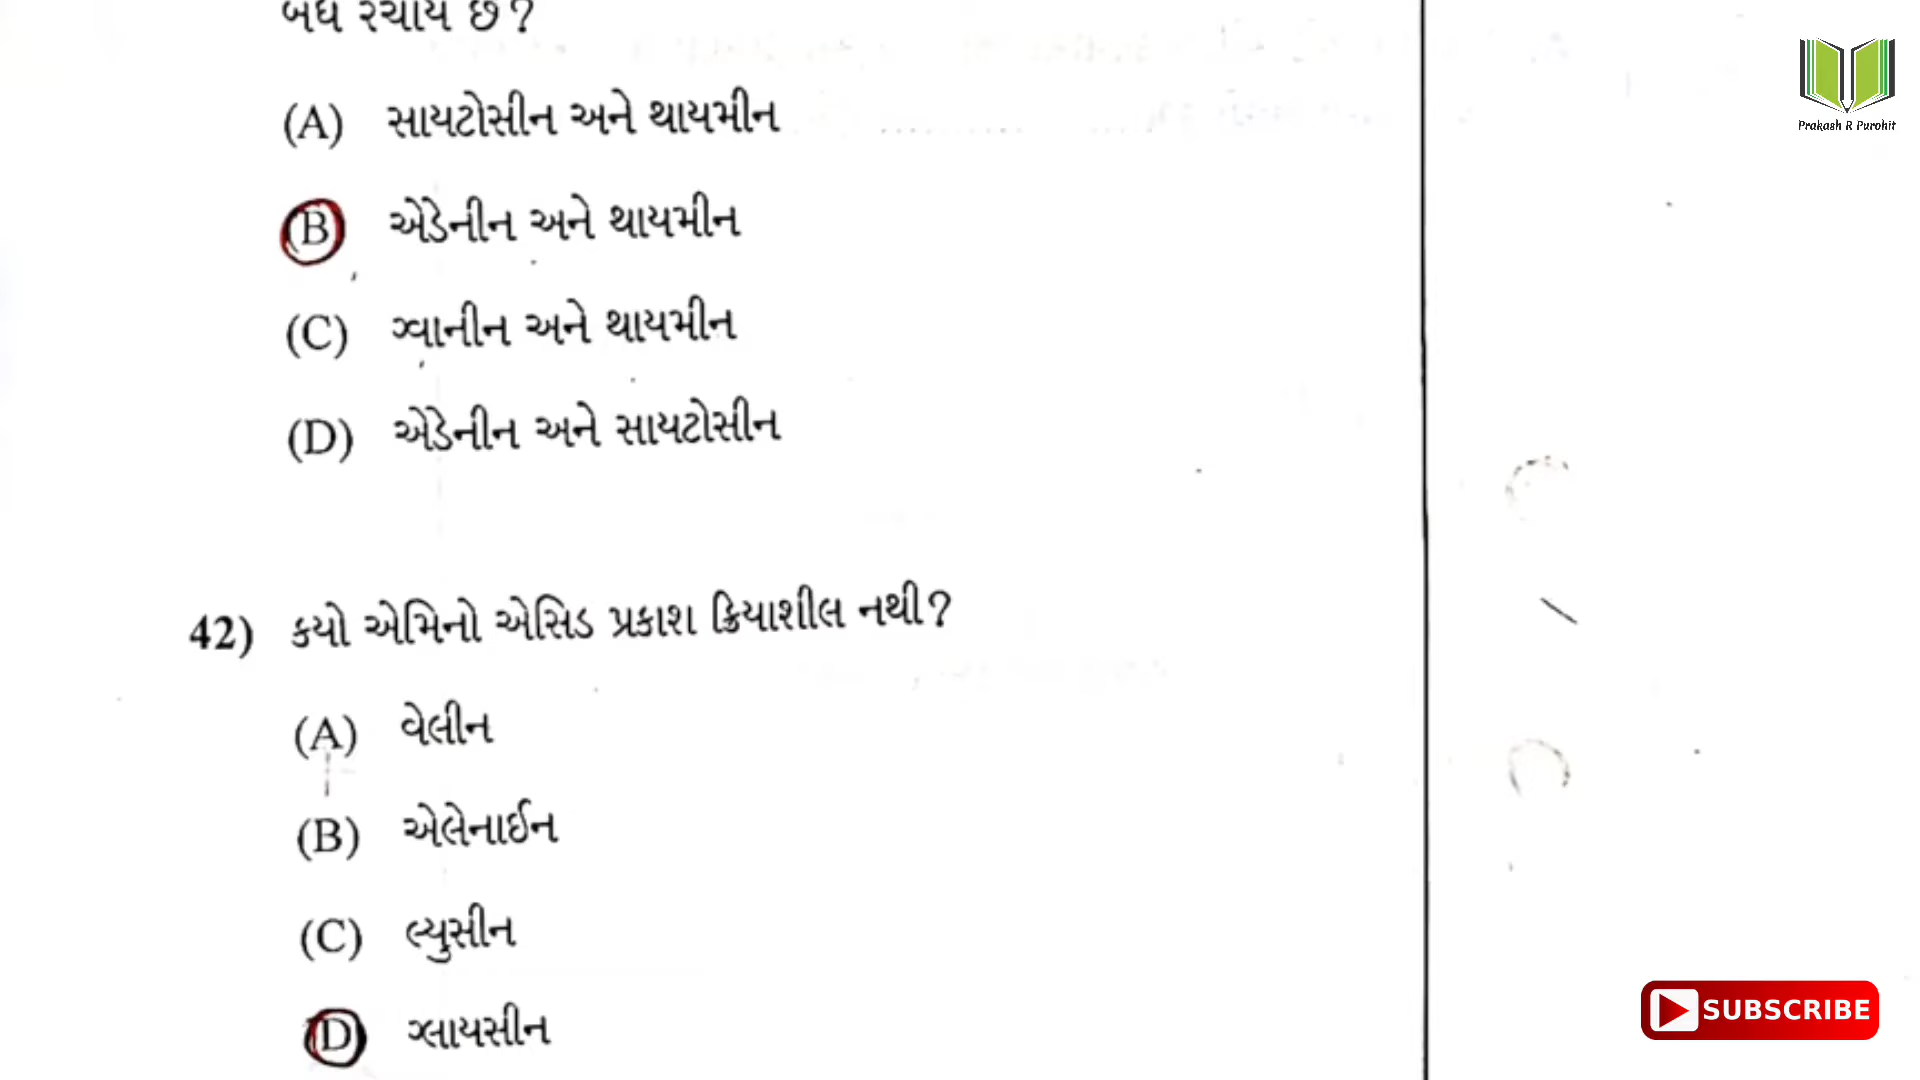 બંધ રચાય છે?
(A) સાયટોસીન અને થાયમીન
(B) એડેનીન અને થાયમીન
(C) ગ્વાનીન અને થાયમીન
(D) એડેનીન અને સાયટોસીન
42) કયો એમિનો એસિડ પ્રકાશ ક્રિયાશીલ નથી?
(A) વેલીન
(B) એલેનાઈન
(C) લ્યુસીન
(D) ગ્લાયસીન
Prakash R Purohit
SUBSCRIBE